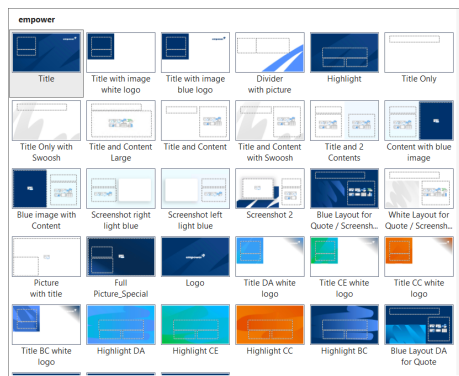 empower
Title
Title with image
white logo
Title with image
blue logo
Divider
with picture
Highlight
Title Only
Title Only with
Swoosh
Title and Content
Large
Title and Content
Title and Content
with Swoosh
Title and 2
Contents
Content with blue
image
Blue image with
Content
Screenshot right
light blue
Screenshot left
light blue
Screenshot 2
Blue Layout for
Quote / Screensh...
White Layout for
Quote / Screensh...
Picture
with title
Full
Picture_Special
empower
Logo
Title DA white
logo
Title CE white
logo
Title CC white
logo
Title BC white
logo
Highlight DA
Highlight CE
Highlight CC
Highlight BC
Blue Layout DA
for Quote